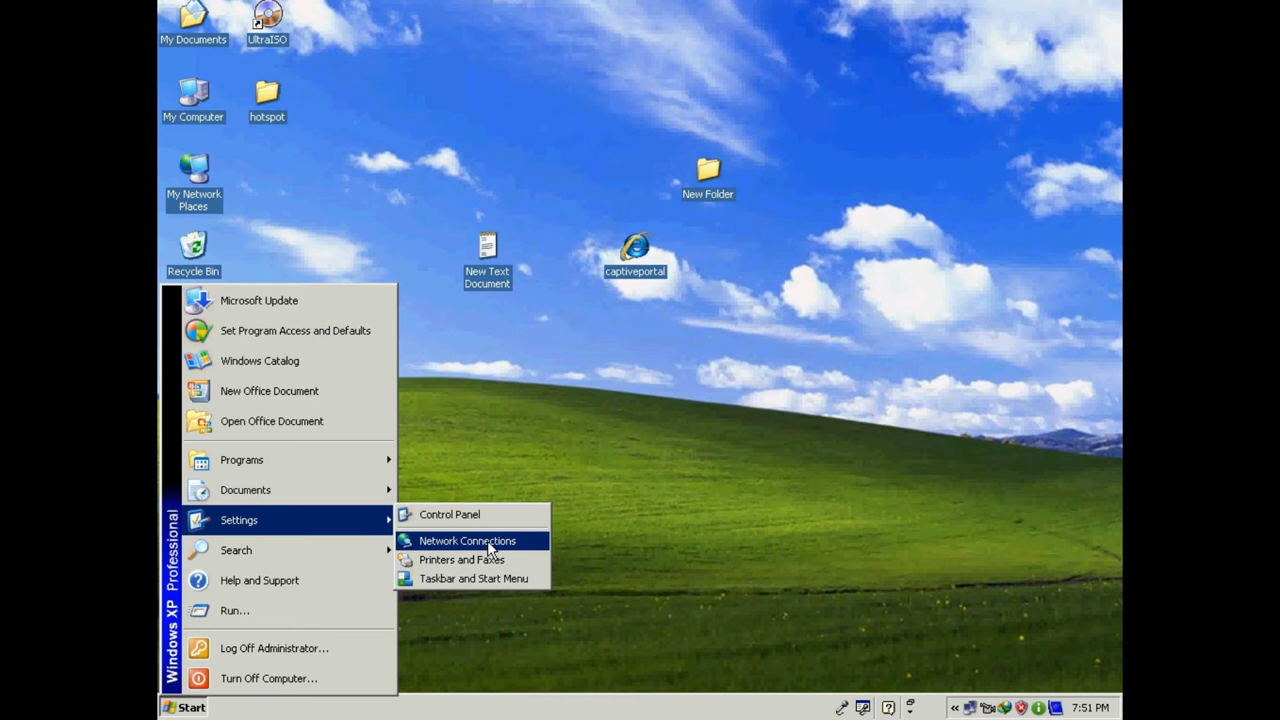 My Documents
UltraISO
My Computer
hotspot
My Network
Places
New Folder
Recycle Bin
New Text
Document
captiveportal
Microsoft Update
Set Program Access and Defaults
Windows Catalog
New Office Document
Open Office Document
Programs
Documents
Settings
Search
Help and Support
Run...
Log Off Administrator...
Turn Off Computer...
Windows XP Professional
Control Panel
Network Connections
Printers and Faxes
Taskbar and Start Menu
Start
7:51 PM